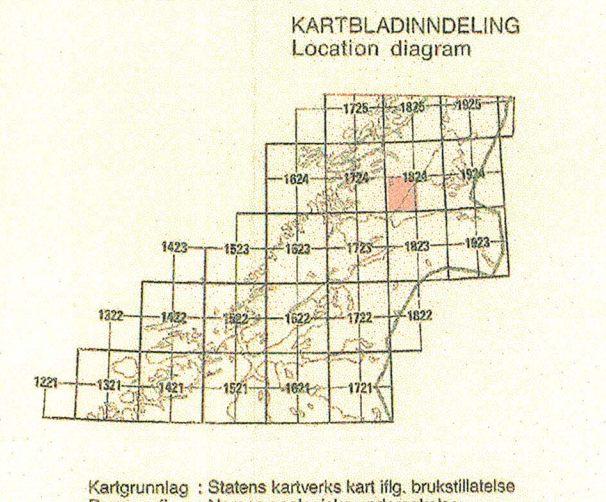 KARTBLADINNDELING
Location diagram
1725 1825 1925
1624 1724 1824 1924
1423 1523 1623 1723 1823 1923
1322 1422 1522 1622 1722 1822
1221 1321 1421 1521 1621 1721
Kartgrunnlag : Statens kartverks kart iflg. brukstillatelse